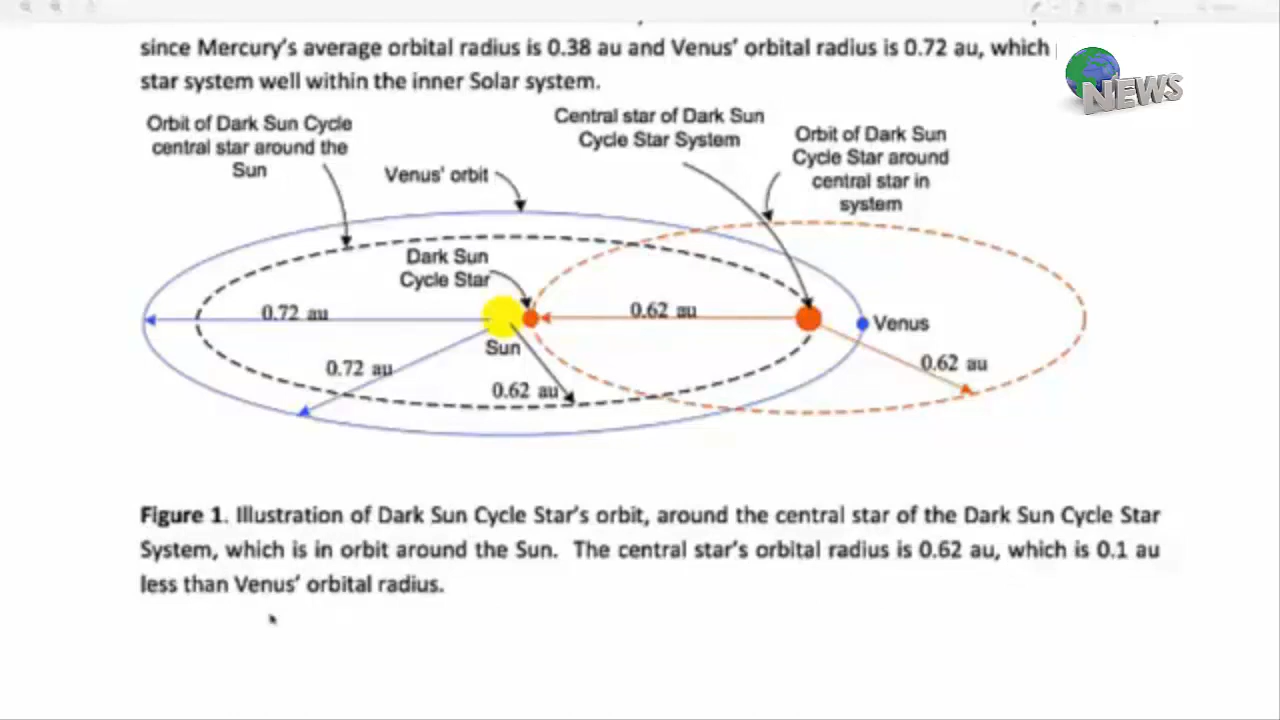 since Mercury's average orbital radius is 0.38 au and Venus' orbital radius is 0.72 au, which
star system well within the inner Solar system.
NEWS
Orbit of Dark Sun Cycle
central star around the
Sun
Venus' orbit
Central star of Dark Sun
Cycle Star System
Orbit of Dark Sun
Cycle Star around
central star in
system
Dark Sun
Cycle Star
0.72 au
0.62 au
Venus
Sun
0.72 au
0.62 au
0.62 au
Figure 1. Illustration of Dark Sun Cycle Star's orbit, around the central star of the Dark Sun Cycle Star
System, which is in orbit around the Sun. The central star's orbital radius is 0.62 au, which is 0.1 au
less than Venus' orbital radius.